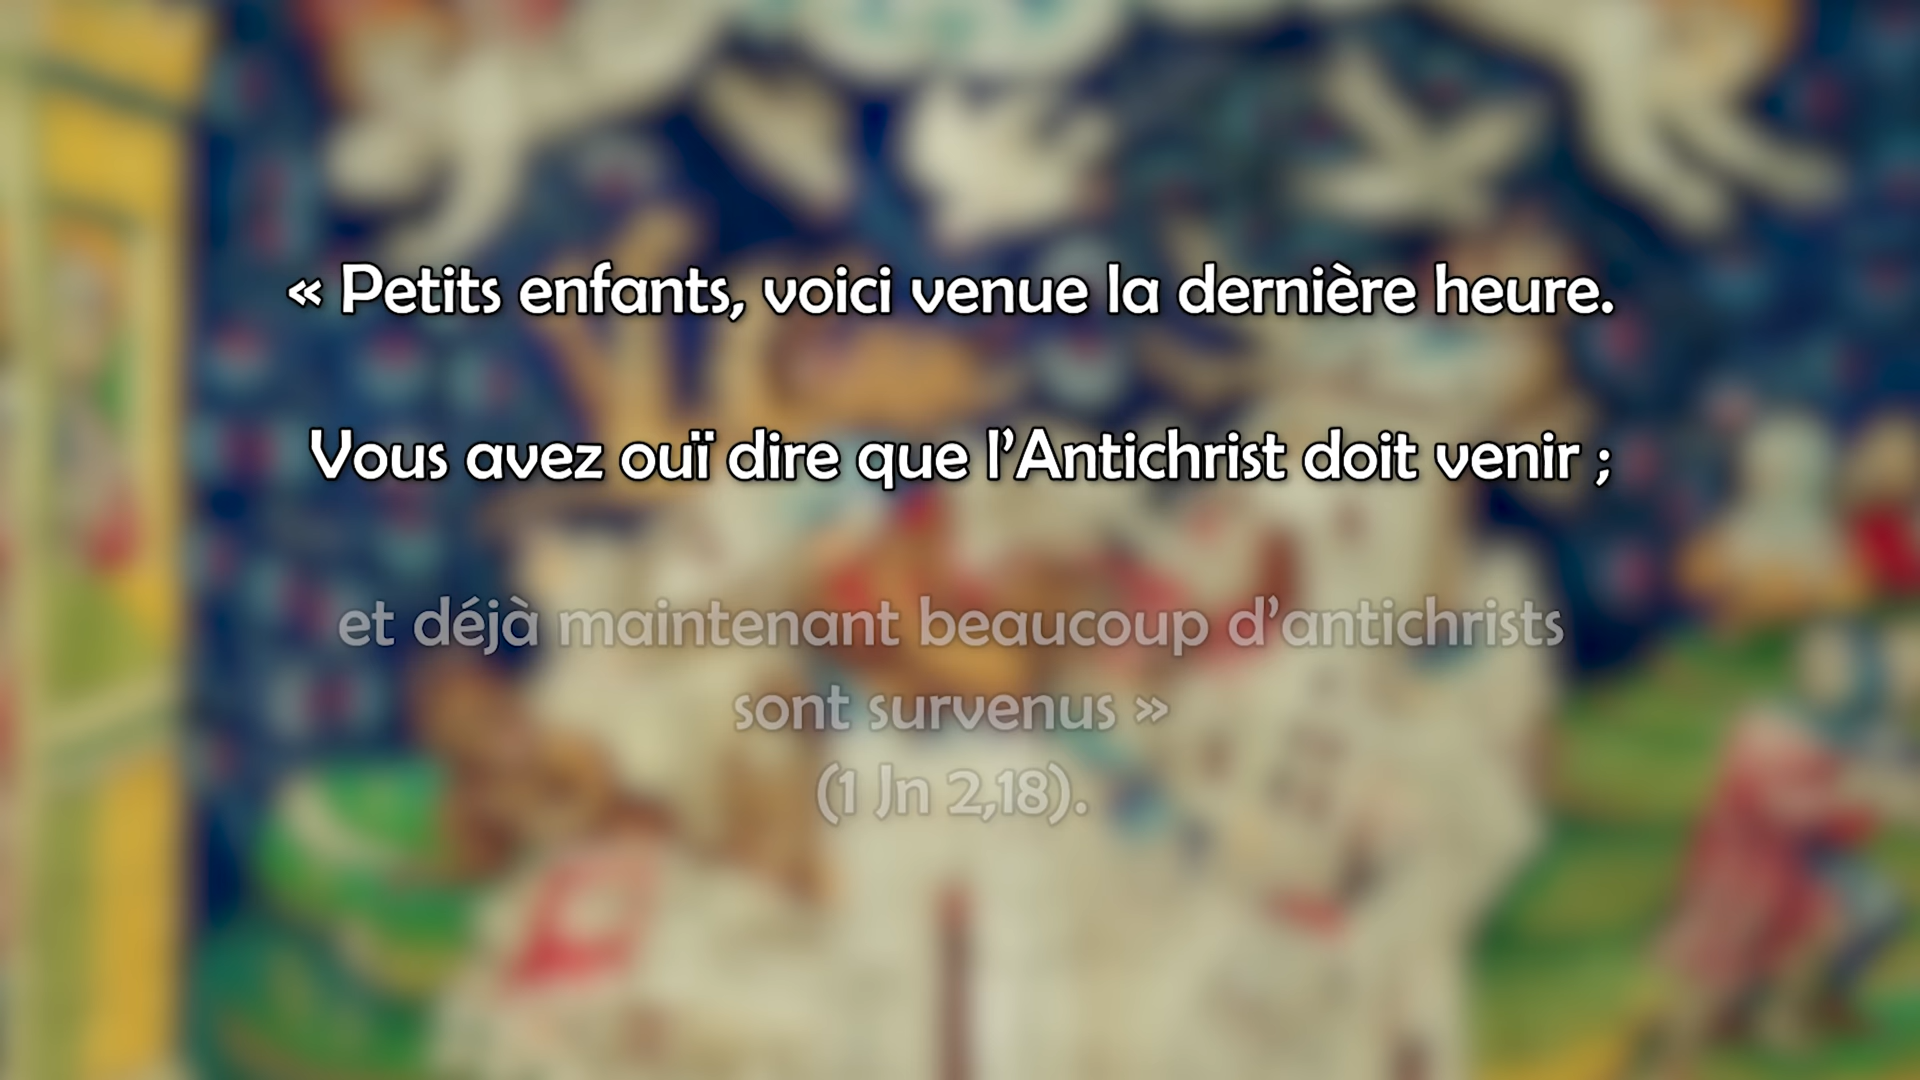 « Petits enfants, voici venue la dernière heure.
Vous avez ouï dire que l’Antichrist doit venir ;
et déjà maintenant beaucoup d’antichrists
sont survenus »
(1 Jn 2,18).